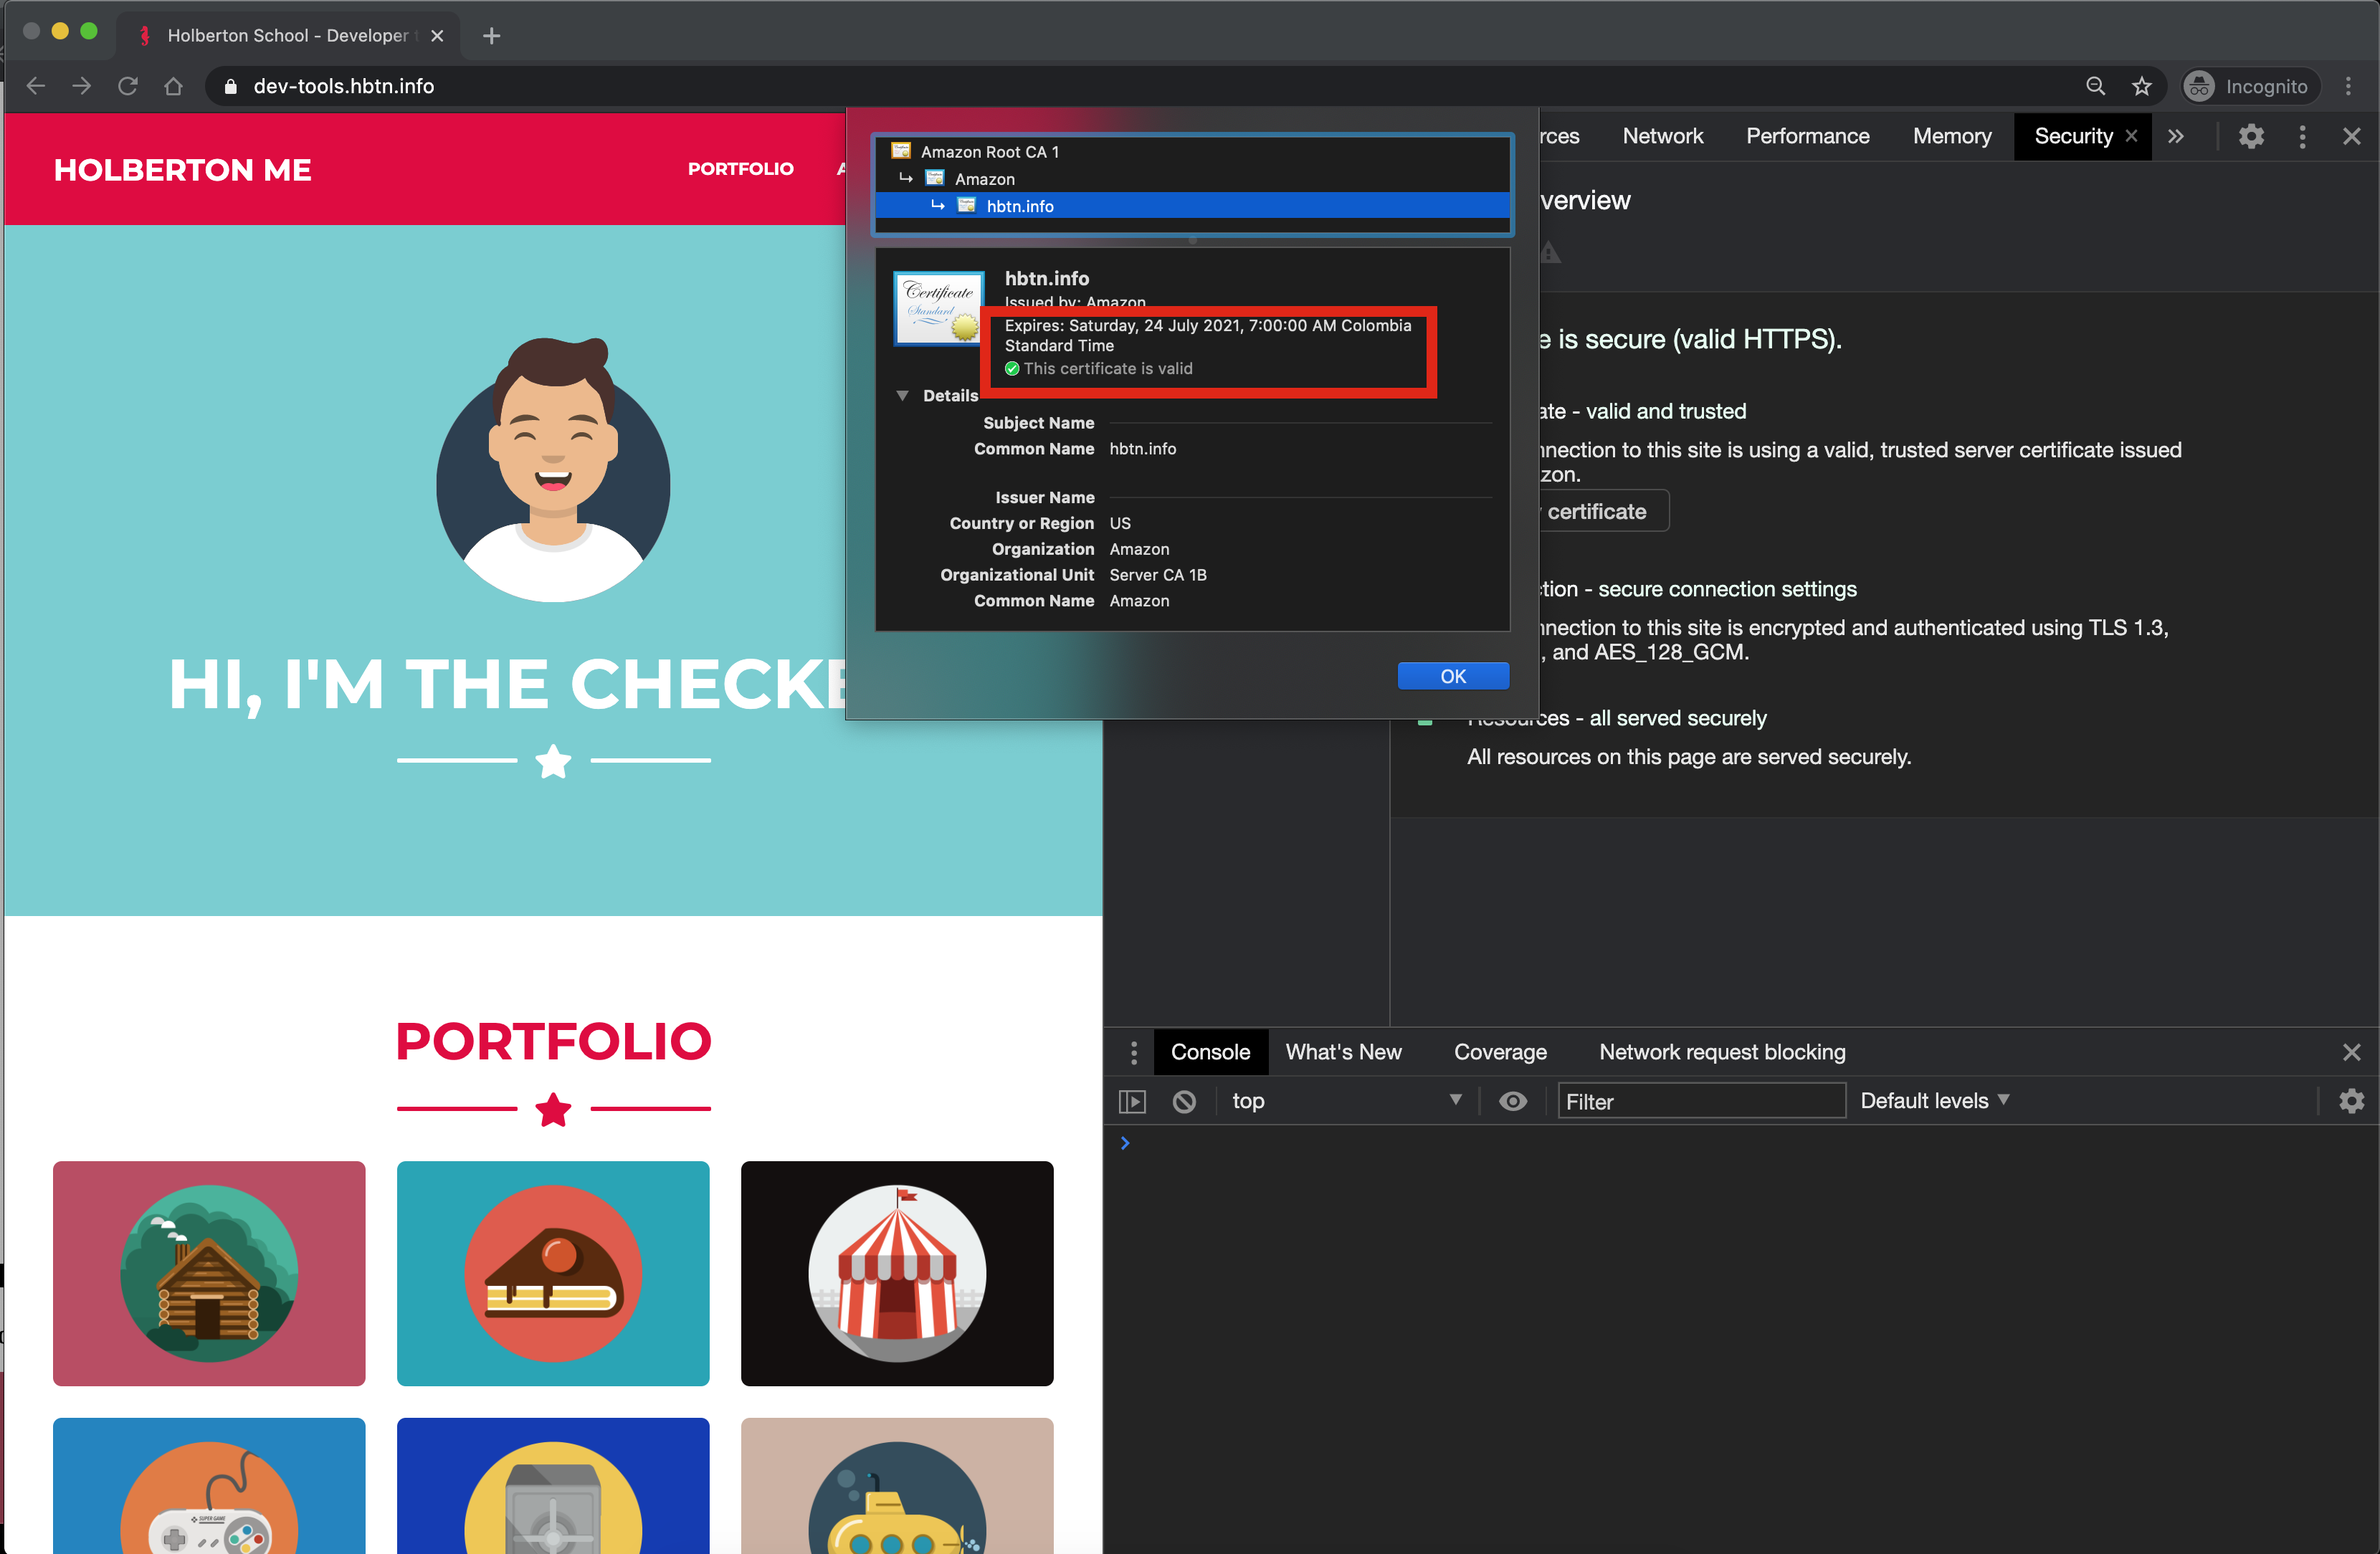 Holberton School - Developer
dev-tools.hbtn.info
Incognito
HOLBERTON ME
PORTFOLIO
Amazon Root CA 1
Amazon
hbtn.info
rces
Network
Performance
Memory
Security
verview
hbtn.info
Issued by: Amazon
Expires: Saturday, 24 July 2021, 7:00:00 AM Colombia
Standard Time
This certificate is valid
Certificate
Standard
Details
Subject Name
Common Name hbtn.info
Issuer Name
Country or Region US
Organization Amazon
Organizational Unit Server CA 1B
Common Name Amazon
OK
e is secure (valid HTTPS).
ate - valid and trusted
nnection to this site is using a valid, trusted server certificate issued
zon.
certificate
ction - secure connection settings
nnection to this site is encrypted and authenticated using TLS 1.3,
, and AES_128_GCM.
Resources - all served securely
All resources on this page are served securely.
HI, I'M THE CHECKE
PORTFOLIO
SUPER GAME
Console
What's New
Coverage
Network request blocking
top
Filter
Default levels